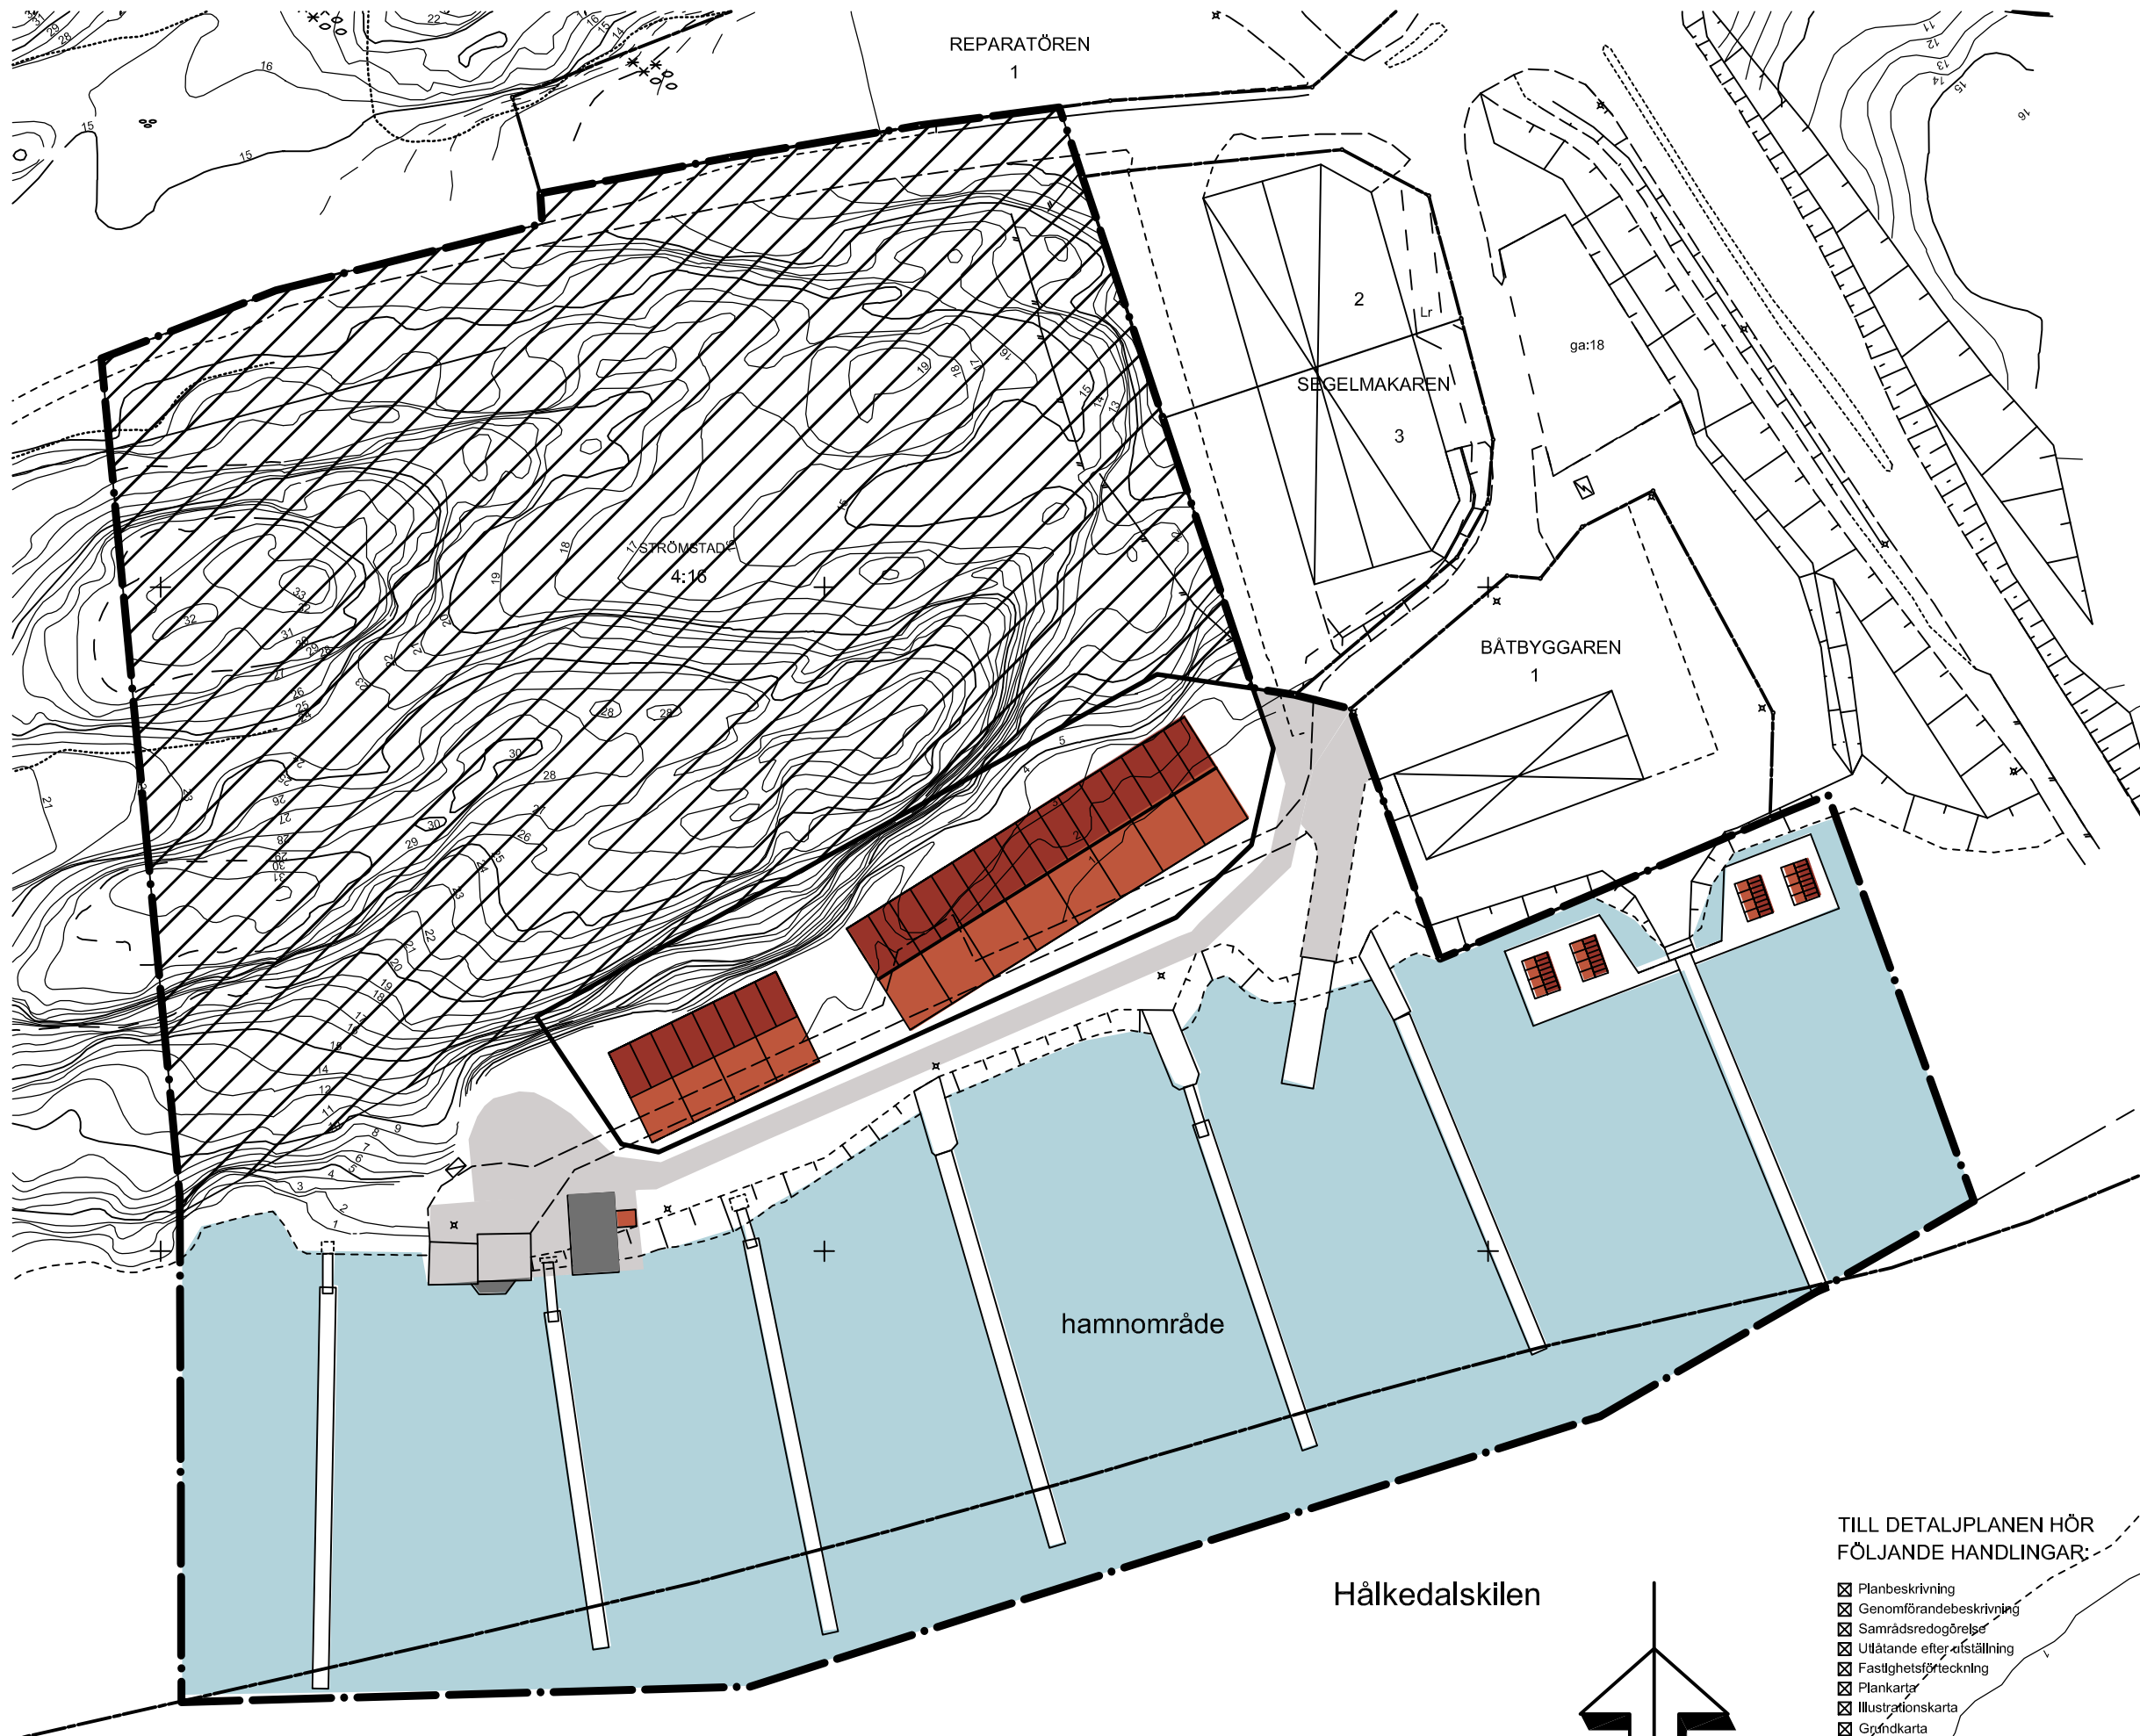 REPARATÖREN
1
2
Lr
ga:18
SEGELMAKAREN
3
STRÖMSTAD
4:16
BÅTBYGGAREN
1
hamnområde
Hålkedalskilen
TILL DETALJPLANEN HÖR
FÖLJANDE HANDLINGAR:
Planbeskrivning
Genomförandebeskrivning
Samrådsredogörelse
Utlåtande efter utställning
Fastighetsförteckning
Plankarta
Illustrationskarta
Grundkarta